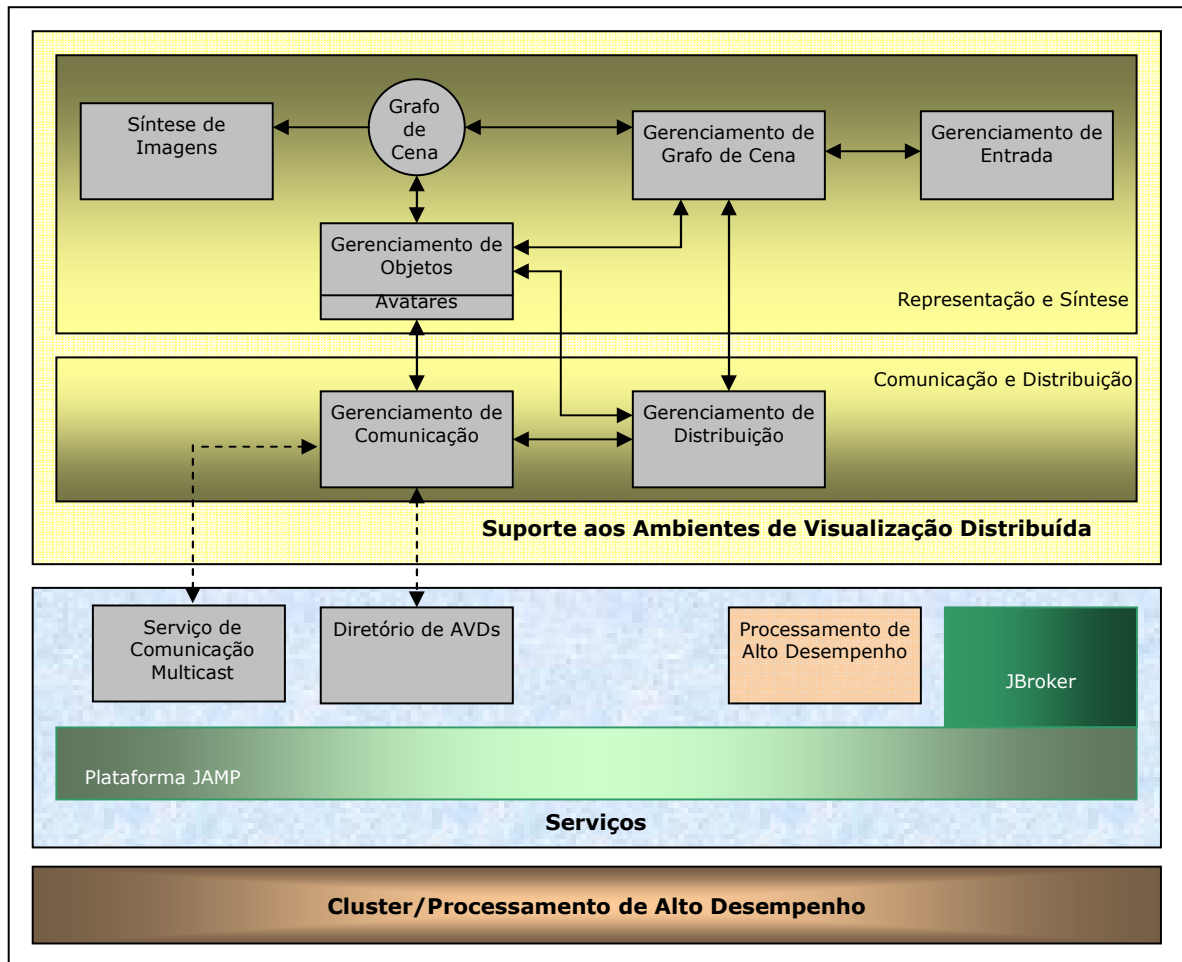 Síntese de
Imagens
Grafo
de
Cena
Gerenciamento de
Grafo de Cena
Gerenciamento de
Entrada
Gerenciamento de
Objetos
Avatares
Representação e Síntese
Comunicação e Distribuição
Gerenciamento de
Comunicação
Gerenciamento de
Distribuição
Suporte aos Ambientes de Visualização Distribuída
Serviço de
Comunicação
Multicast
Diretório de AVDs
Processamento de
Alto Desempenho
JBroker
Plataforma JAMP
Serviços
Cluster/Processamento de Alto Desempenho